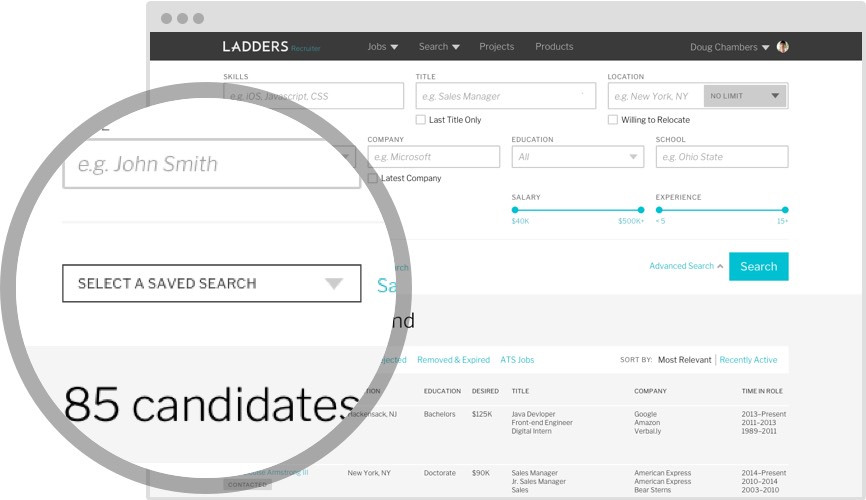 LADDERS Recruiter Jobs Search Projects Products Doug Chambers
SKILLS TITLE LOCATION
e.g. iOS, Javascript, CSS e.g. Sales Manager e.g. New York, NY NO LIMIT
Last Title Only Willing to Relocate
COMPANY EDUCATION SCHOOL
e.g. John Smith e.g. Microsoft All e.g. Ohio State
Latest Company
SALARY EXPERIENCE
$40K $500K+ < 5 15+
Advanced Search Search
SELECT A SAVED SEARCH Sa
nd
Removed & Expired ATS Jobs SORT BY: Most Relevant Recently Active
85 candidates
EDUCATION DESIRED TITLE COMPANY TIME IN ROLE
Hackensack, NJ Bachelors $125K Java Devloper Google 2013–Present
Front-end Engineer Amazon 2011–2013
Digital Intern Verbal.ly 1989–2011
Armstrong III New York, NY Doctorate $90K Sales Manager American Express 2014–Present
CONTACTED Jr. Sales Manager American Express 2010–2014
Sales Bear Sterns 2003–2010